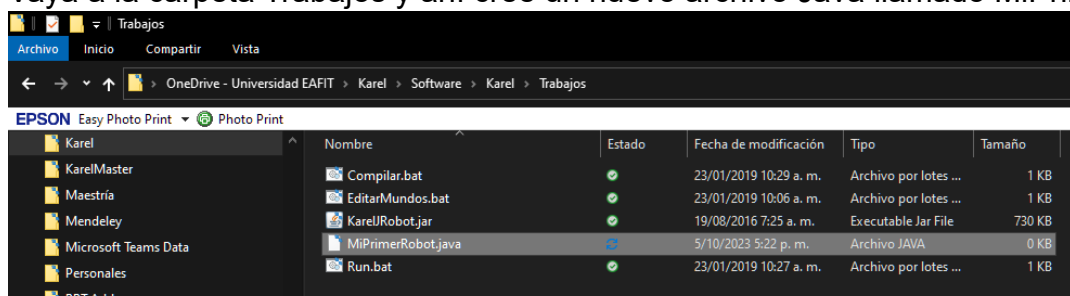 Trabajos
Archivo Inicio Compartir Vista
OneDrive - Universidad EAFIT > Karel > Software > Karel > Trabajos
EPSON Easy Photo Print Photo Print
Karel
KarelMaster
Maestría
Mendeley
Microsoft Teams Data
Personales
Nombre Estado Fecha de modificación Tipo Tamaño
Compilar.bat 23/01/2019 10:29 a. m. Archivo por lotes ... 1 KB
EditarMundos.bat 23/01/2019 10:06 a. m. Archivo por lotes ... 1 KB
KarelJRobot.jar 19/08/2016 7:25 a. m. Executable Jar File 730 KB
MiPrimerRobot.java 5/10/2023 5:22 p. m. Archivo JAVA 0 KB
Run.bat 23/01/2019 10:27 a. m. Archivo por lotes ... 1 KB